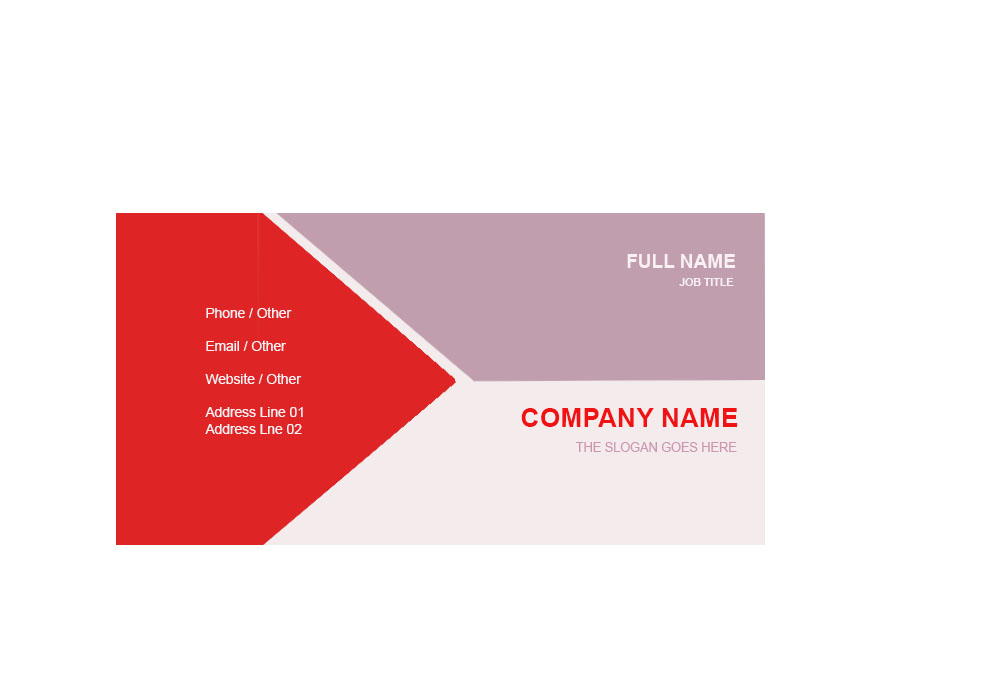 FULL NAME
JOB TITLE
Phone / Other
Email / Other
Website / Other
Address Line 01
Address Lne 02
COMPANY NAME
THE SLOGAN GOES HERE